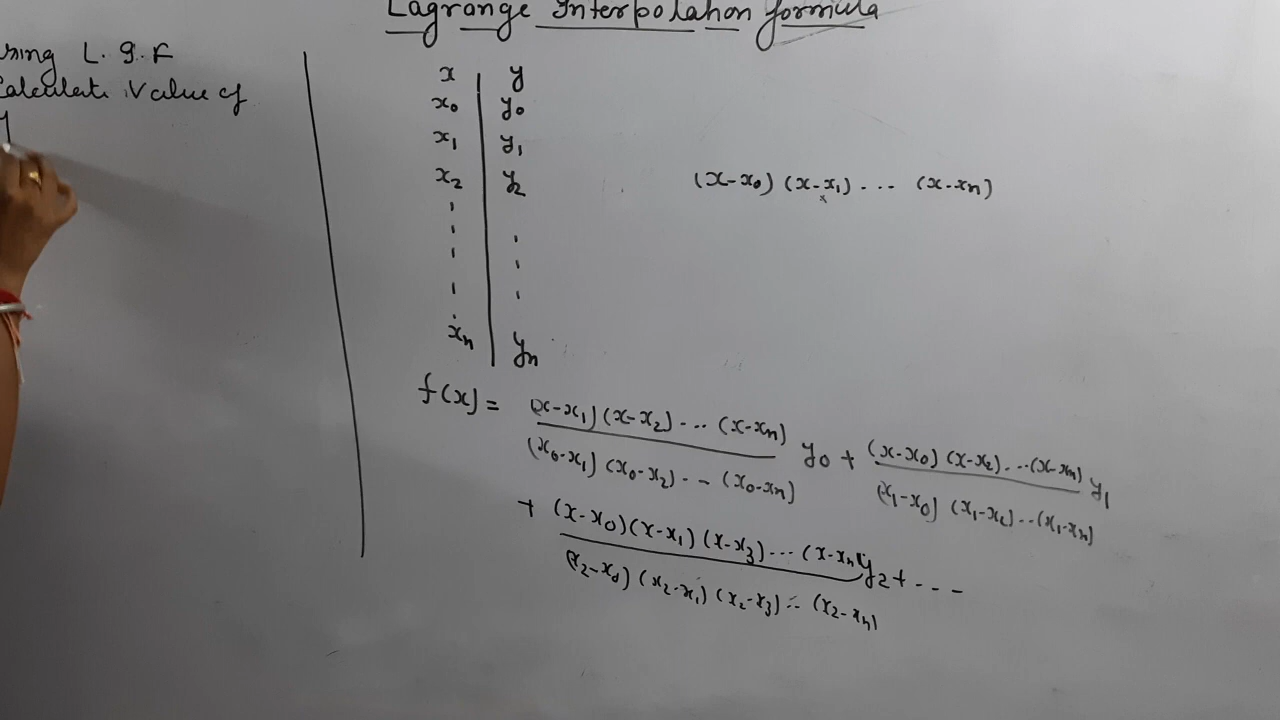 Lagrange Interpolation formula
Using L.I.F
Calculate Value of
y
x | y
x₀ y₀
x₁ y₁
x₂ y₂
(x-x₀) (x-x₁) ... (x-xₙ)
xₙ yₙ
f(x) = (x-x₁)(x-x₂)...(x-xₙ) / (x₀-x₁)(x₀-x₂)--(x₀-xₙ) y₀ + (x-x₀)(x-x₂)...(x-xₙ) / (x₁-x₀)(x₁-x₂)...(x₁-xₙ) y₁
+ (x-x₀)(x-x₁)(x-x₃)...(x-xₙ) / (x₂-x₀)(x₂-x₁)(x₂-x₃)...(x₂-xₙ) y₂ + ---